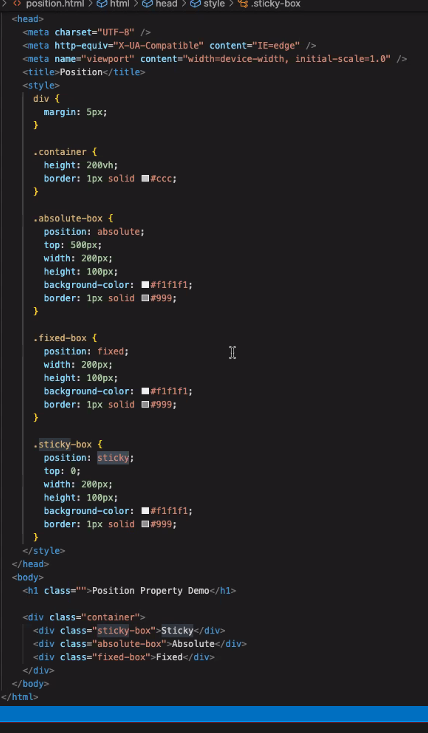 position.html > html > head > style > .sticky-box
<head>
<meta charset="UTF-8" />
<meta http-equiv="X-UA-Compatible" content="IE=edge" />
<meta name="viewport" content="width=device-width, initial-scale=1.0" />
<title>Position</title>
<style>
div {
margin: 5px;
}
.container {
height: 200vh;
border: 1px solid #ccc;
}
.absolute-box {
position: absolute;
top: 500px;
width: 200px;
height: 100px;
background-color: #f1f1f1;
border: 1px solid #999;
}
.fixed-box {
position: fixed;
width: 200px;
height: 100px;
background-color: #f1f1f1;
border: 1px solid #999;
}
.sticky-box {
position: sticky;
top: 0;
width: 200px;
height: 100px;
background-color: #f1f1f1;
border: 1px solid #999;
}
</style>
</head>
<body>
<h1 class="">Position Property Demo</h1>
<div class="container">
<div class="sticky-box">Sticky</div>
<div class="absolute-box">Absolute</div>
<div class="fixed-box">Fixed</div>
</div>
</body>
</html>